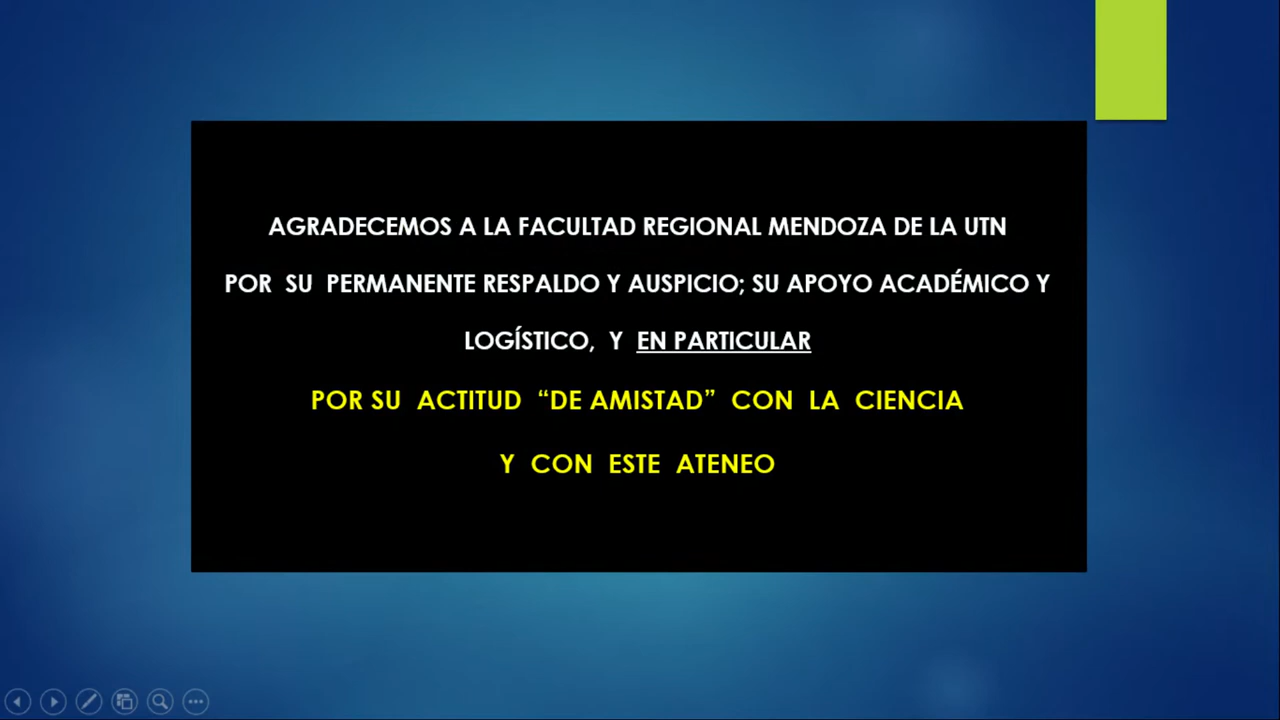 AGRADECEMOS A LA FACULTAD REGIONAL MENDOZA DE LA UTN
POR SU PERMANENTE RESPALDO Y AUSPICIO; SU APOYO ACADÉMICO Y
LOGÍSTICO, Y EN PARTICULAR
POR SU ACTITUD “DE AMISTAD” CON LA CIENCIA
Y CON ESTE ATENEO